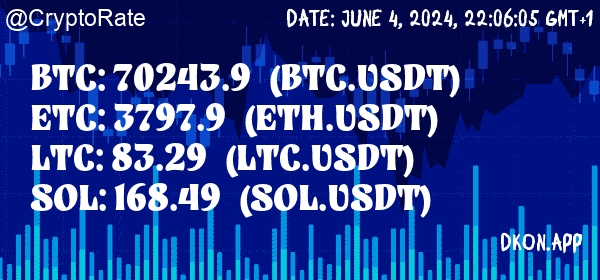 @CryptoRate
DATE: JUNE 4, 2024, 22:06:05 GMT+1
BTC: 70243.9 (BTC.USDT)
ETC: 3797.9 (ETH.USDT)
LTC: 83.29 (LTC.USDT)
SOL: 168.49 (SOL.USDT)
DKON.APP